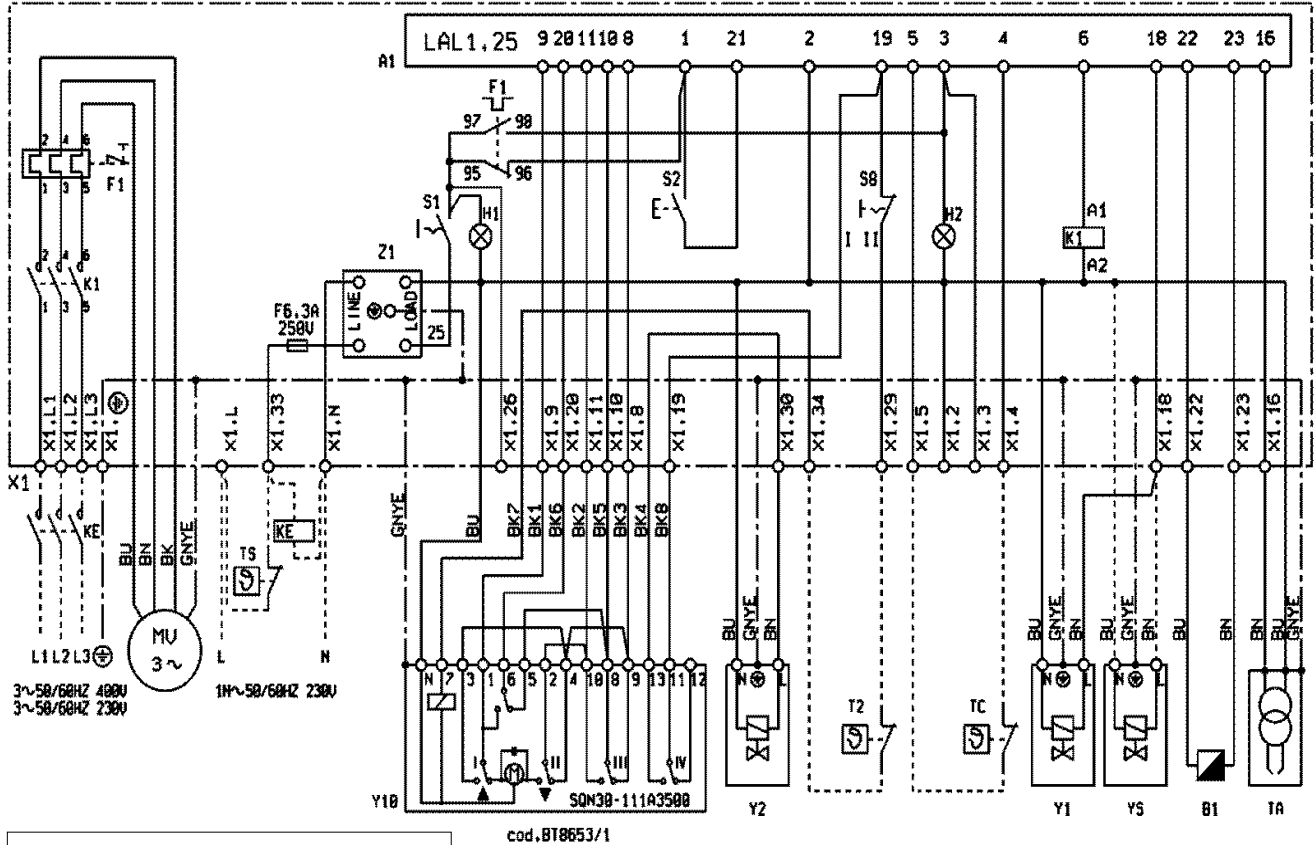 LAL1.25 9 20 11 10 8 1 21 2 19 5 3 4 6 18 22 23 16
A1
F1
97 98
95 96
2 4 6
1 3 5
F1
S1
H1
S2
E
S8
I II
H2
A1
K1
A2
2 4 6
K1
1 3 5
Z1
LINE
LOAD
25
F6.3A
250V
X1.L1
X1.L2
X1.L3
X1.
X1.L
X1.33
X1.N
X1.26
X1.9
X1.20
X1.11
X1.10
X1.8
X1.19
X1.30
X1.34
X1.29
X1.5
X1.2
X1.3
X1.4
X1.18
X1.22
X1.23
X1.16
X1
KE
BU
BN
BK
GNYE
TS
KE
GNYE
BU
BK7
BK1
BK6
BK2
BK5
BK3
BK4
BK8
BU
GNYE
BN
BU
GNYE
BN
BU
GNYE
BN
BU
BN
BN
BU
MV
3~
L1 L2 L3
L
N
3~50/60HZ 400V
3~50/60HZ 230V
1N~50/60HZ 230V
N 7 3 1 6 5 2 4 10 8 9 13 11 12
I
M
II
III
IV
SQN30-111A3500
Y10
cod.BT8653/1
N L
Y2
T2
TC
N L
Y1
N L
YS
B1
TA